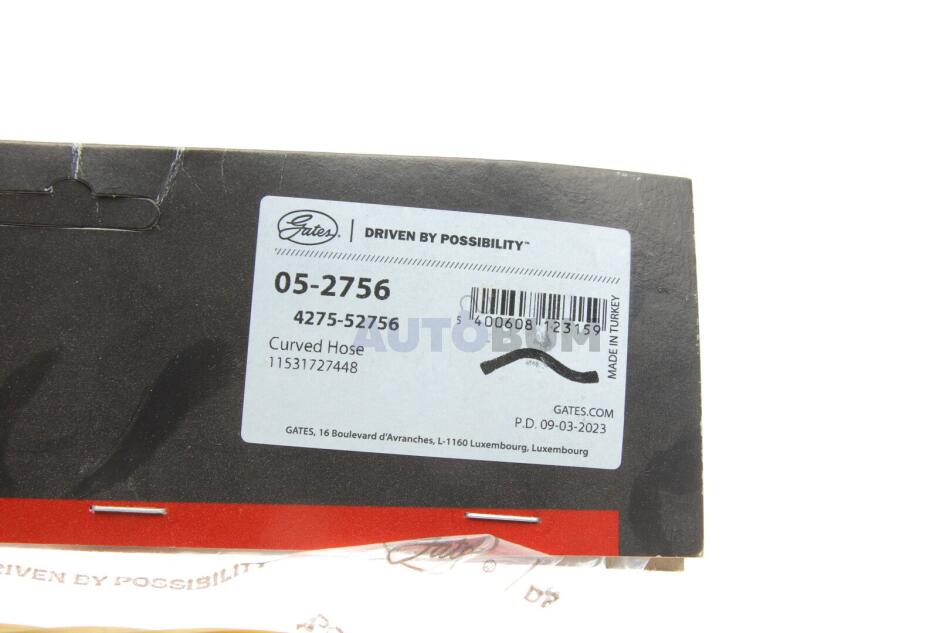 Gates® | DRIVEN BY POSSIBILITY™
05-2756
4275-52756
5 400608 123159
AUTOBUM
Curved Hose
11531727448
MADE IN TURKEY
GATES.COM
P.D. 09-03-2023
GATES, 16 Boulevard d'Avranches, L-1160 Luxembourg, Luxembourg
Gates®
DRIVEN BY POSSIBILITY